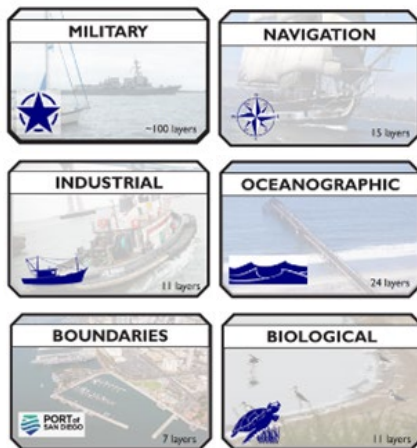 MILITARY
~100 layers
NAVIGATION
15 layers
INDUSTRIAL
11 layers
OCEANOGRAPHIC
24 layers
BOUNDARIES
PORT of
SAN DIEGO
7 layers
BIOLOGICAL
11 layers